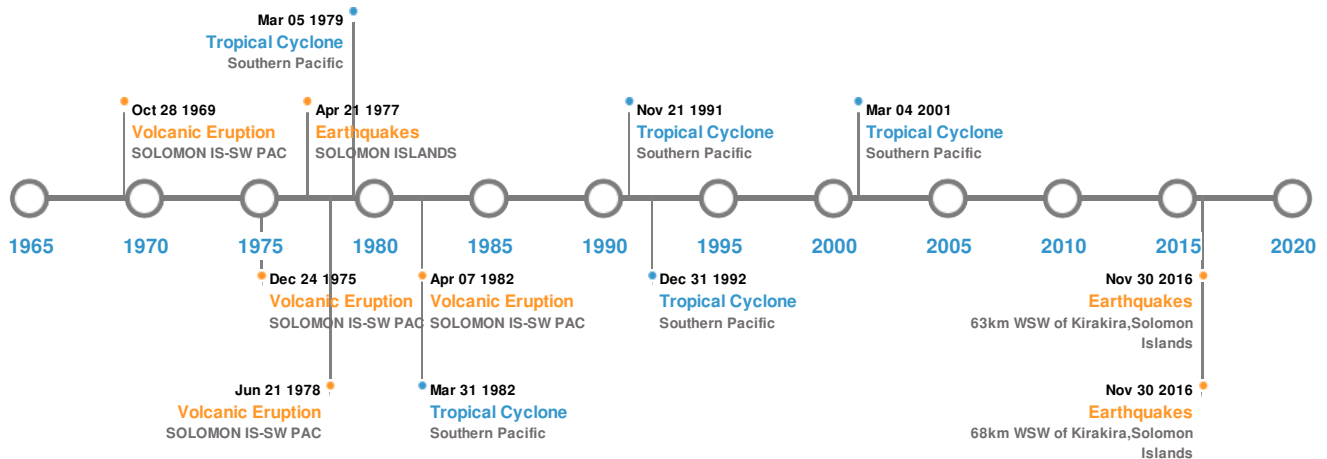 Mar 05 1979
Tropical Cyclone
Southern Pacific
Oct 28 1969
Volcanic Eruption
SOLOMON IS-SW PAC
Apr 21 1977
Earthquakes
SOLOMON ISLANDS
Nov 21 1991
Tropical Cyclone
Southern Pacific
Mar 04 2001
Tropical Cyclone
Southern Pacific
1965 1970 1975 1980 1985 1990 1995 2000 2005 2010 2015 2020
Dec 24 1975
Volcanic Eruption
SOLOMON IS-SW PAC
Apr 07 1982
Volcanic Eruption
SOLOMON IS-SW PAC
Dec 31 1992
Tropical Cyclone
Southern Pacific
Nov 30 2016
Earthquakes
63km WSW of Kirakira,Solomon
Islands
Jun 21 1978
Volcanic Eruption
SOLOMON IS-SW PAC
Mar 31 1982
Tropical Cyclone
Southern Pacific
Nov 30 2016
Earthquakes
68km WSW of Kirakira,Solomon
Islands